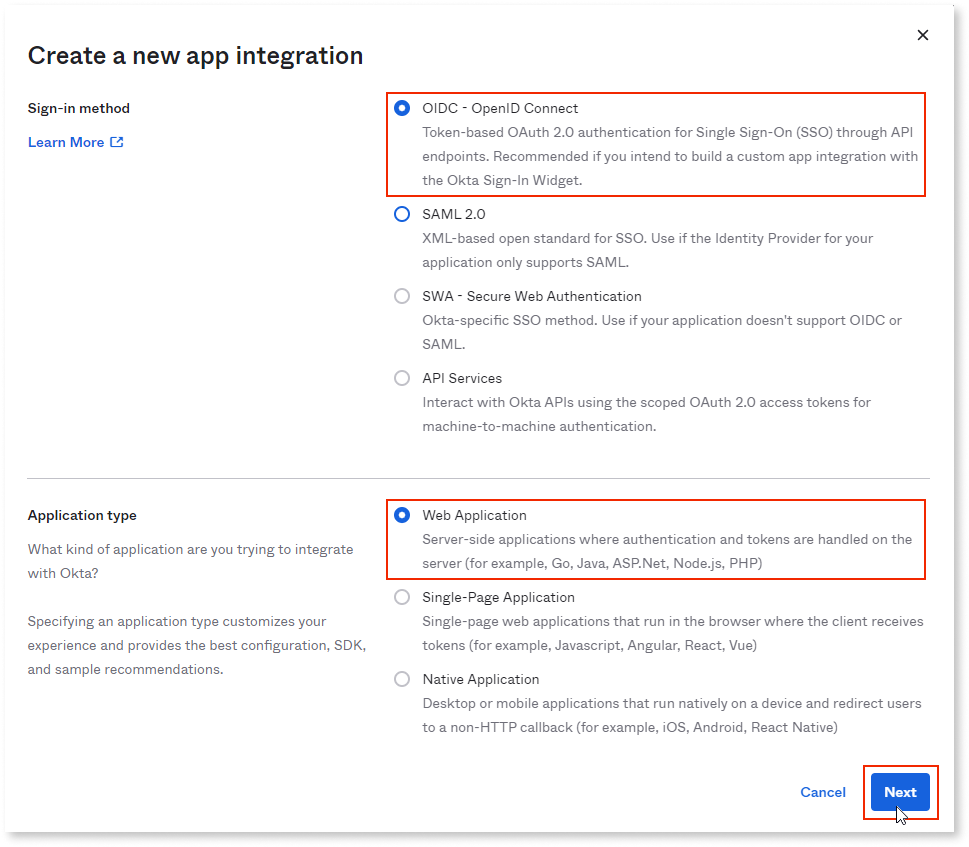 Create a new app integration
Sign-in method
Learn More
OIDC - OpenID Connect
Token-based OAuth 2.0 authentication for Single Sign-On (SSO) through API
endpoints. Recommended if you intend to build a custom app integration with
the Okta Sign-In Widget.
SAML 2.0
XML-based open standard for SSO. Use if the Identity Provider for your
application only supports SAML.
SWA - Secure Web Authentication
Okta-specific SSO method. Use if your application doesn't support OIDC or
SAML.
API Services
Interact with Okta APIs using the scoped OAuth 2.0 access tokens for
machine-to-machine authentication.
Application type
What kind of application are you trying to integrate
with Okta?
Specifying an application type customizes your
experience and provides the best configuration, SDK,
and sample recommendations.
Web Application
Server-side applications where authentication and tokens are handled on the
server (for example, Go, Java, ASP.Net, Node.js, PHP)
Single-Page Application
Single-page web applications that run in the browser where the client receives
tokens (for example, Javascript, Angular, React, Vue)
Native Application
Desktop or mobile applications that run natively on a device and redirect users
to a non-HTTP callback (for example, iOS, Android, React Native)
Cancel
Next